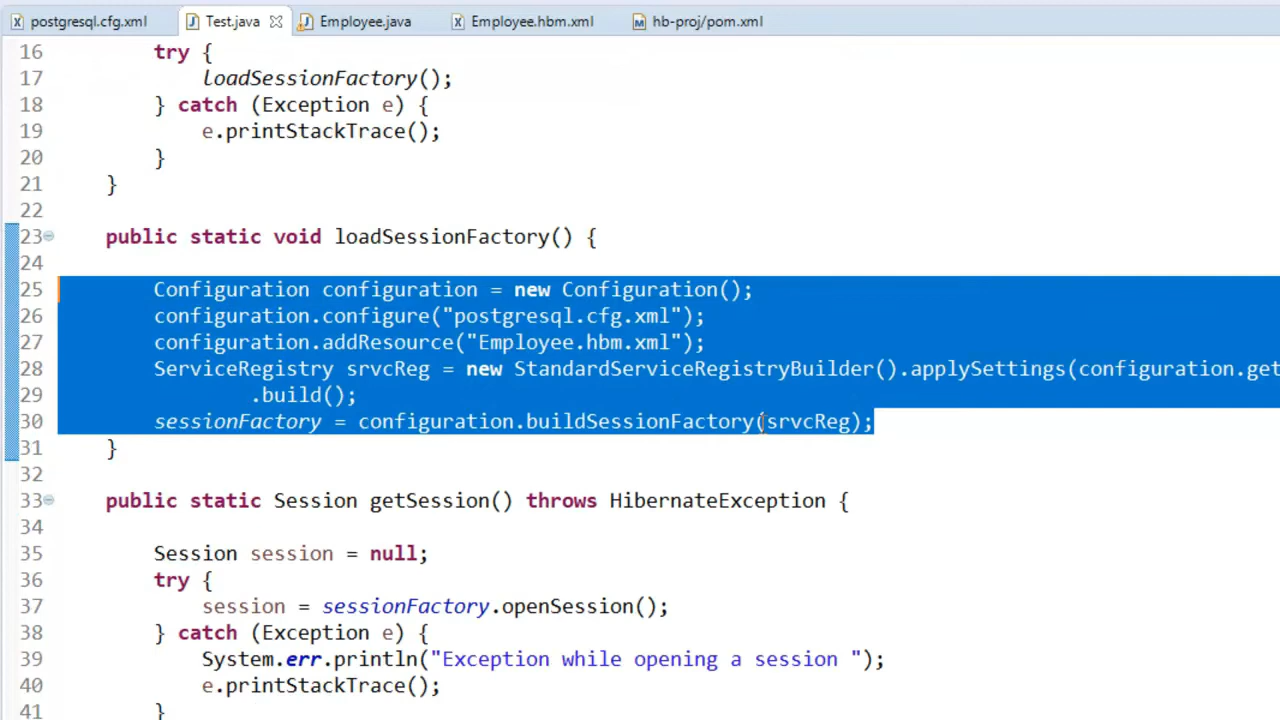 postgresql.cfg.xml Test.java Employee.java Employee.hbm.xml hb-proj/pom.xml
16 try {
17 loadSessionFactory();
18 } catch (Exception e) {
19 e.printStackTrace();
20 }
21 }
22
23 public static void loadSessionFactory() {
24
25 Configuration configuration = new Configuration();
26 configuration.configure("postgresql.cfg.xml");
27 configuration.addResource("Employee.hbm.xml");
28 ServiceRegistry srvcReg = new StandardServiceRegistryBuilder().applySettings(configuration.get
29 .build();
30 sessionFactory = configuration.buildSessionFactory(srvcReg);
31 }
32
33 public static Session getSession() throws HibernateException {
34
35 Session session = null;
36 try {
37 session = sessionFactory.openSession();
38 } catch (Exception e) {
39 System.err.println("Exception while opening a session ");
40 e.printStackTrace();
41 }